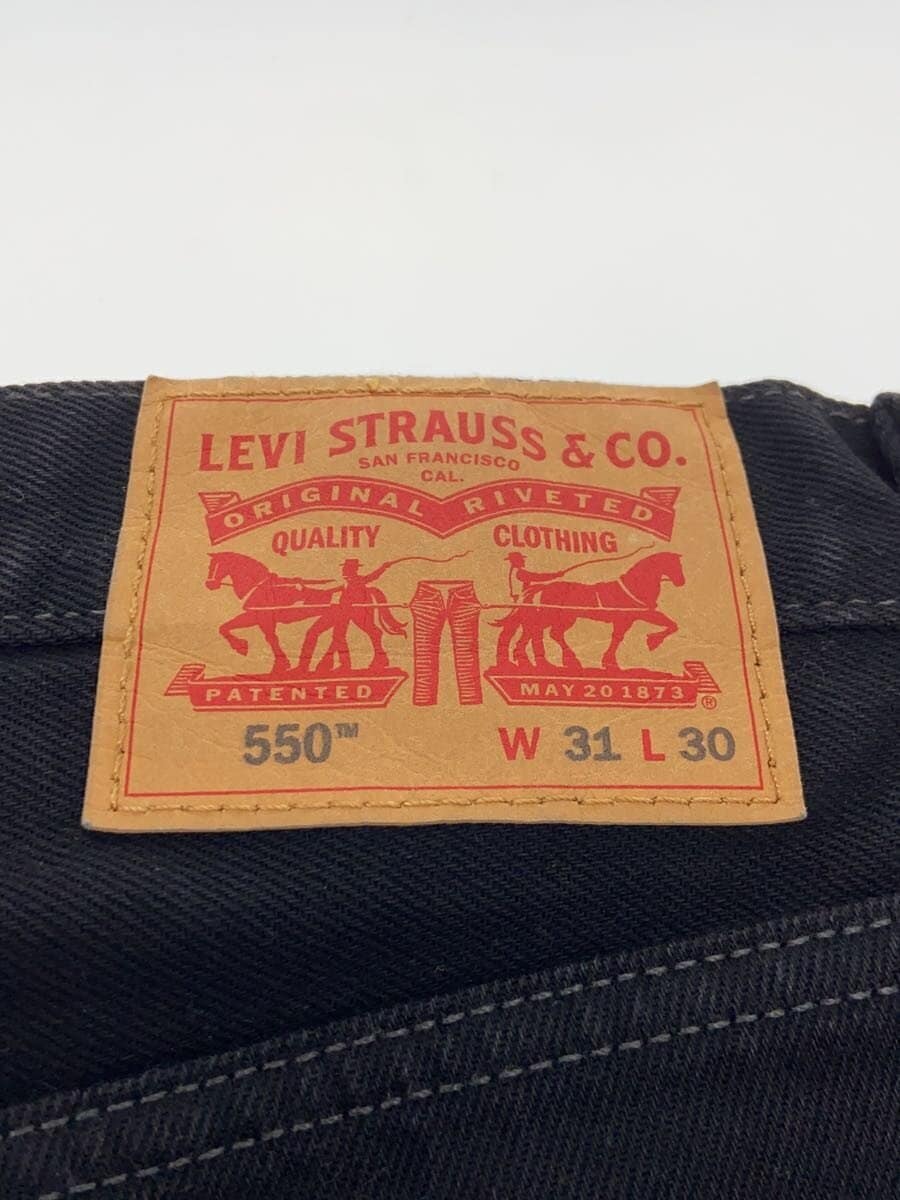 LEVI STRAUSS & CO.
SAN FRANCISCO
CAL.
ORIGINAL RIVETED
QUALITY CLOTHING
PATENTED MAY 20 1873 ®
550™ W 31 L 30